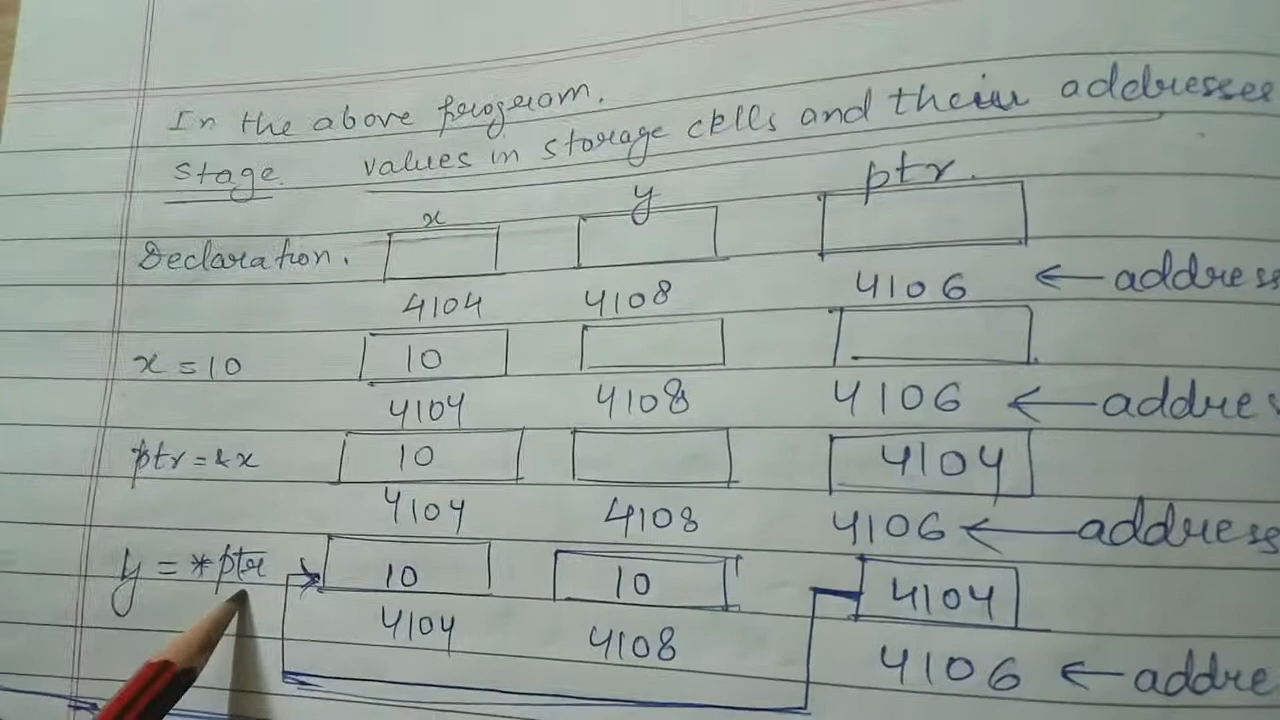 In the above program.
stage. values in storage cells and their addresses
x y ptr.
Declaration.
4104 4108 4106 ← address
x = 10 10
4104 4108 4106 ← addre
ptr = &x 10 4104
4104 4108 4106 ← address
y = *ptr 10 10 4104
4104 4108 4106 ← addre